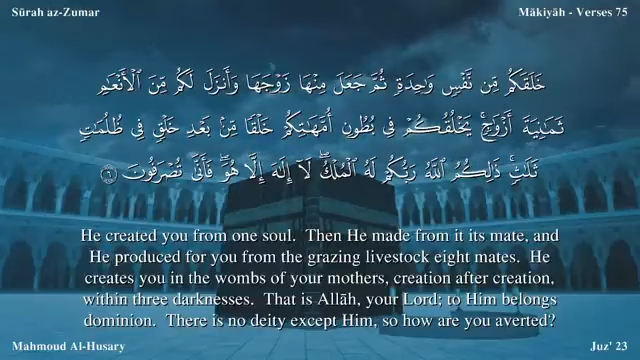 Sūrah az-Zumar
Mākiyāh - Verses 75
خَلَقَكُم مِّن نَّفْسٍ وَٰحِدَةٍ ثُمَّ جَعَلَ مِنْهَا زَوْجَهَا وَأَنزَلَ لَكُم مِّنَ ٱلْأَنْعَٰمِ
ثَمَٰنِيَةَ أَزْوَٰجٍ ۚ يَخْلُقُكُمْ فِى بُطُونِ أُمَّهَٰتِكُمْ خَلْقًا مِّنۢ بَعْدِ خَلْقٍ فِى ظُلُمَٰتٍ
ثَلَٰثٍ ۚ ذَٰلِكُمُ ٱللَّهُ رَبُّكُمْ لَهُ ٱلْمُلْكُ ۖ لَآ إِلَٰهَ إِلَّا هُوَ ۖ فَأَنَّىٰ تُصْرَفُونَ ٦
He created you from one soul. Then He made from it its mate, and
He produced for you from the grazing livestock eight mates. He
creates you in the wombs of your mothers, creation after creation,
within three darknesses. That is Allāh, your Lord; to Him belongs
dominion. There is no deity except Him, so how are you averted?
Mahmoud Al-Husary
Juz' 23